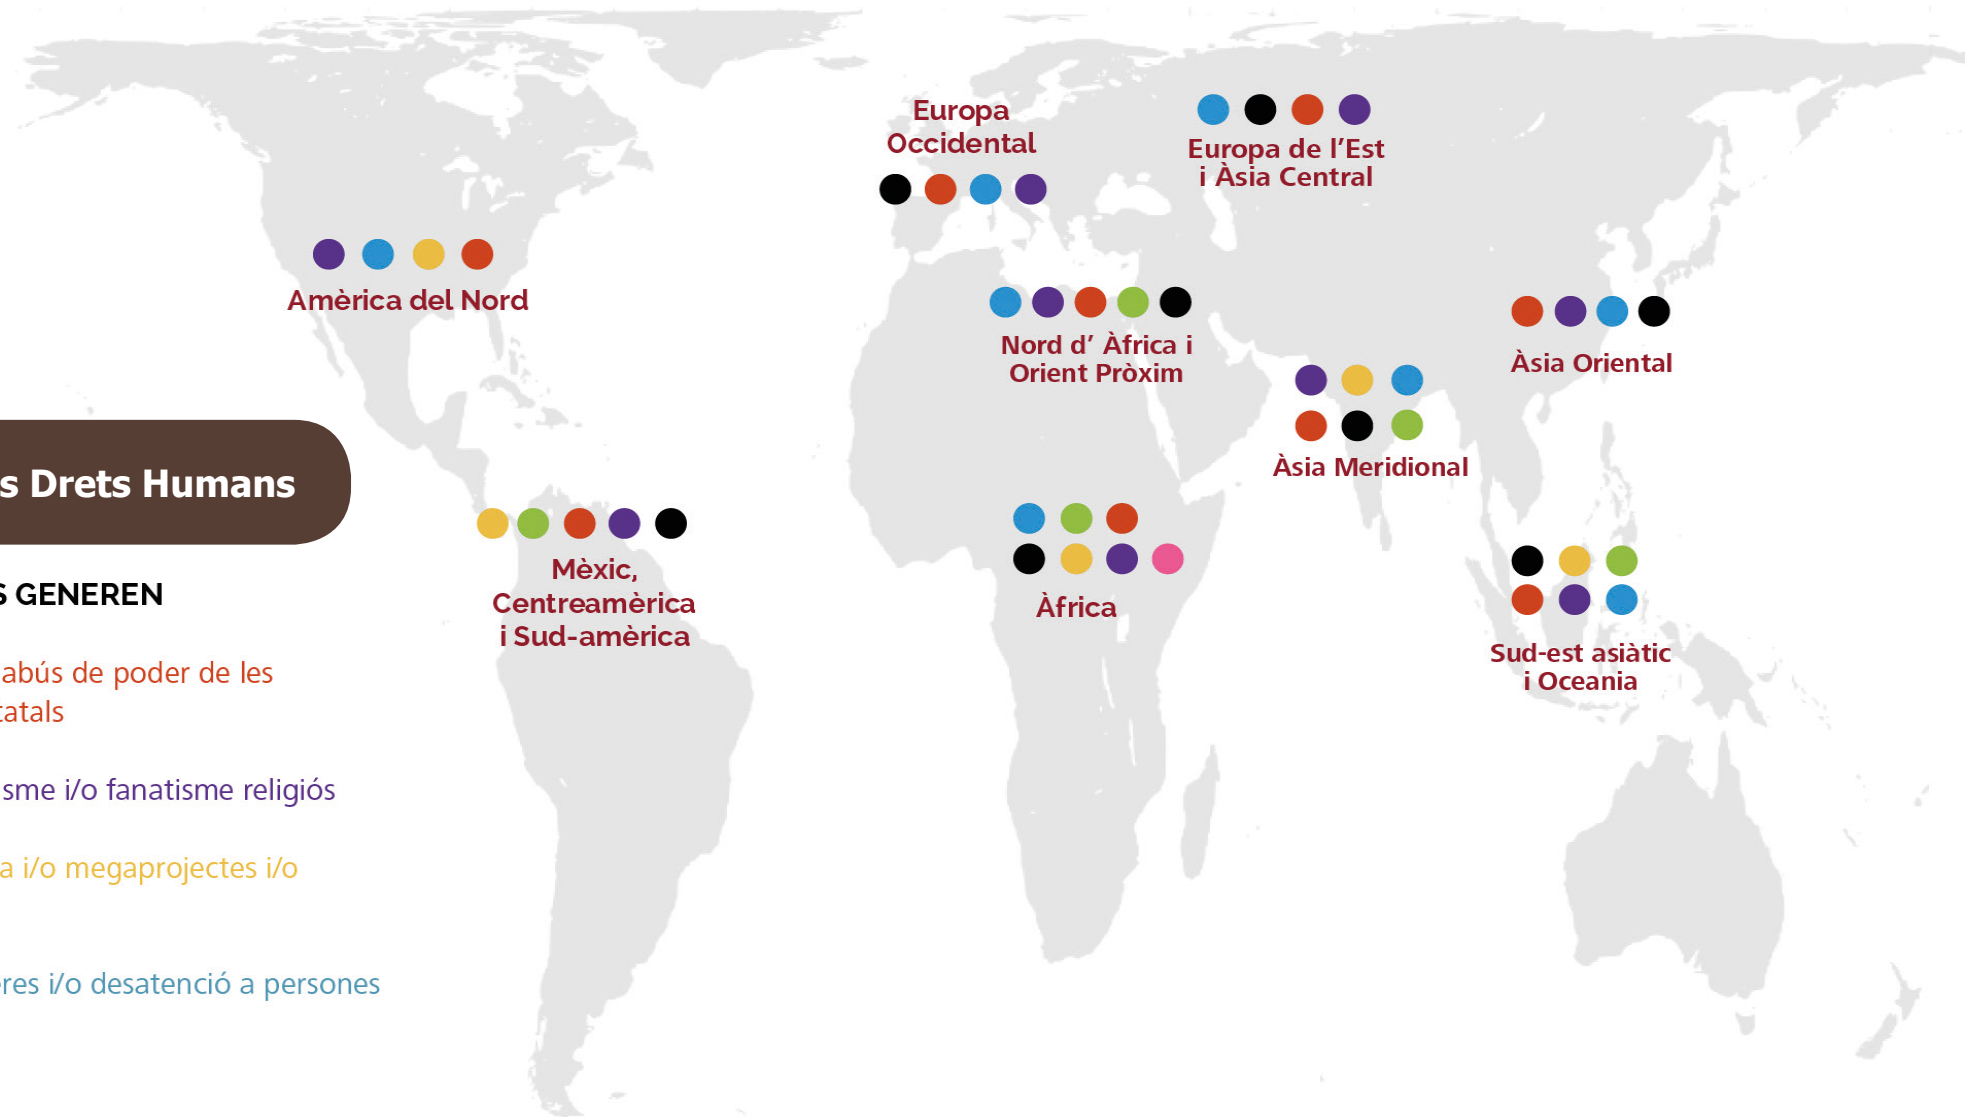 Europa
Occidental
Europa de l’Est
i Àsia Central
Amèrica del Nord
Nord d’ Àfrica i
Orient Pròxim
Àsia Oriental
Àsia Meridional
s Drets Humans
Mèxic,
Centreamèrica
i Sud-amèrica
Àfrica
Sud-est asiàtic
i Oceania
S GENEREN
abús de poder de les
tatals
sme i/o fanatisme religiós
a i/o megaprojectes i/o
res i/o desatenció a persones